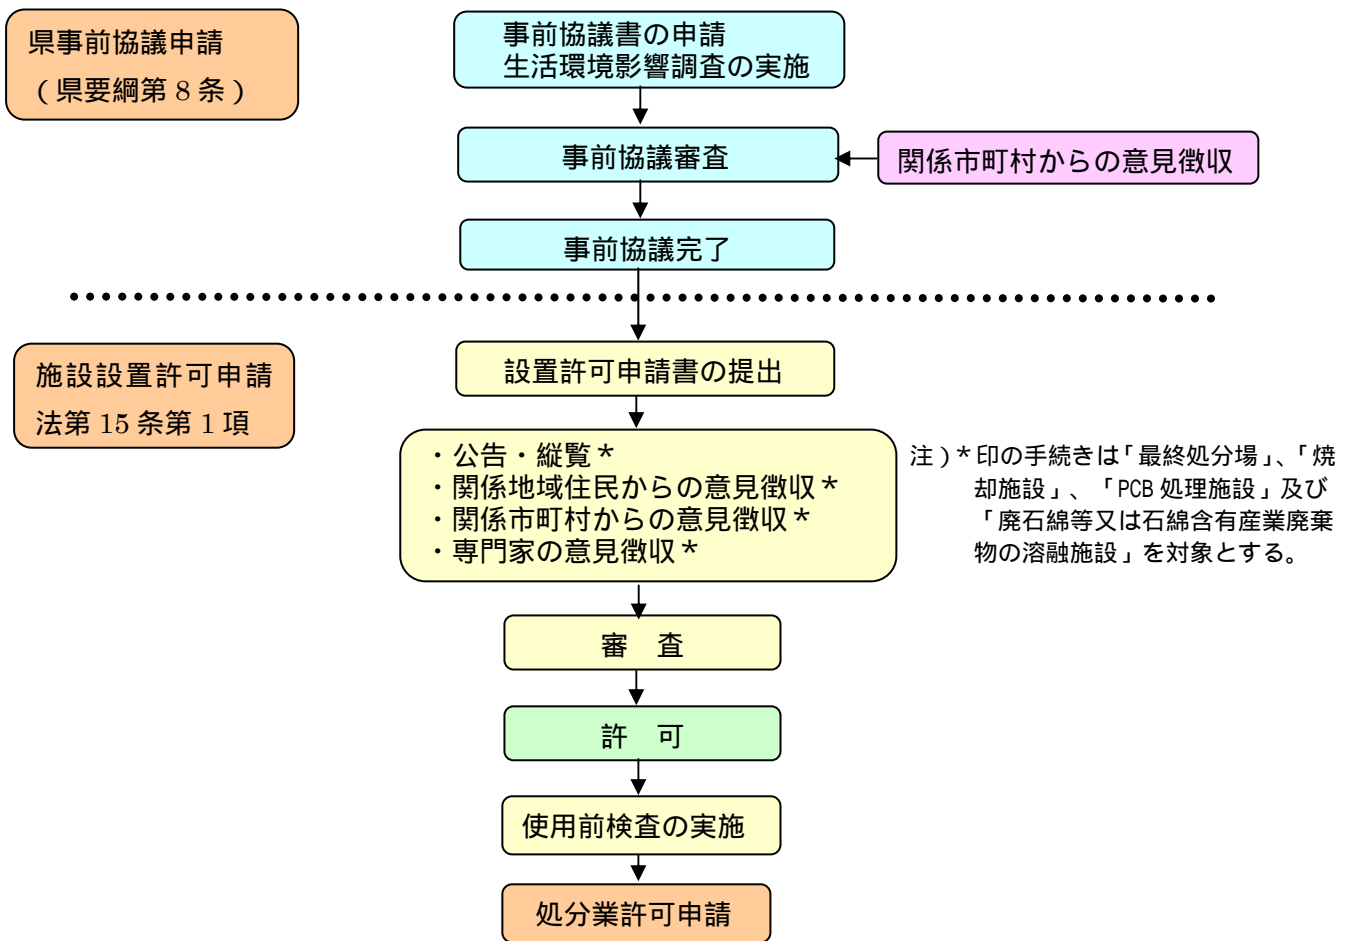 県事前協議申請
(県要綱第8条)
事前協議書の申請
生活環境影響調査の実施
事前協議審査
関係市町村からの意見徴収
事前協議完了
施設設置許可申請
法第15条第1項
設置許可申請書の提出
・公告・縦覧*
・関係地域住民からの意見徴収*
・関係市町村からの意見徴収*
・専門家の意見徴収*
注)*印の手続きは「最終処分場」、「焼
却施設」、「PCB処理施設」及び
「廃石綿等又は石綿含有産業廃棄
物の溶融施設」を対象とする。
審 査
許 可
使用前検査の実施
処分業許可申請